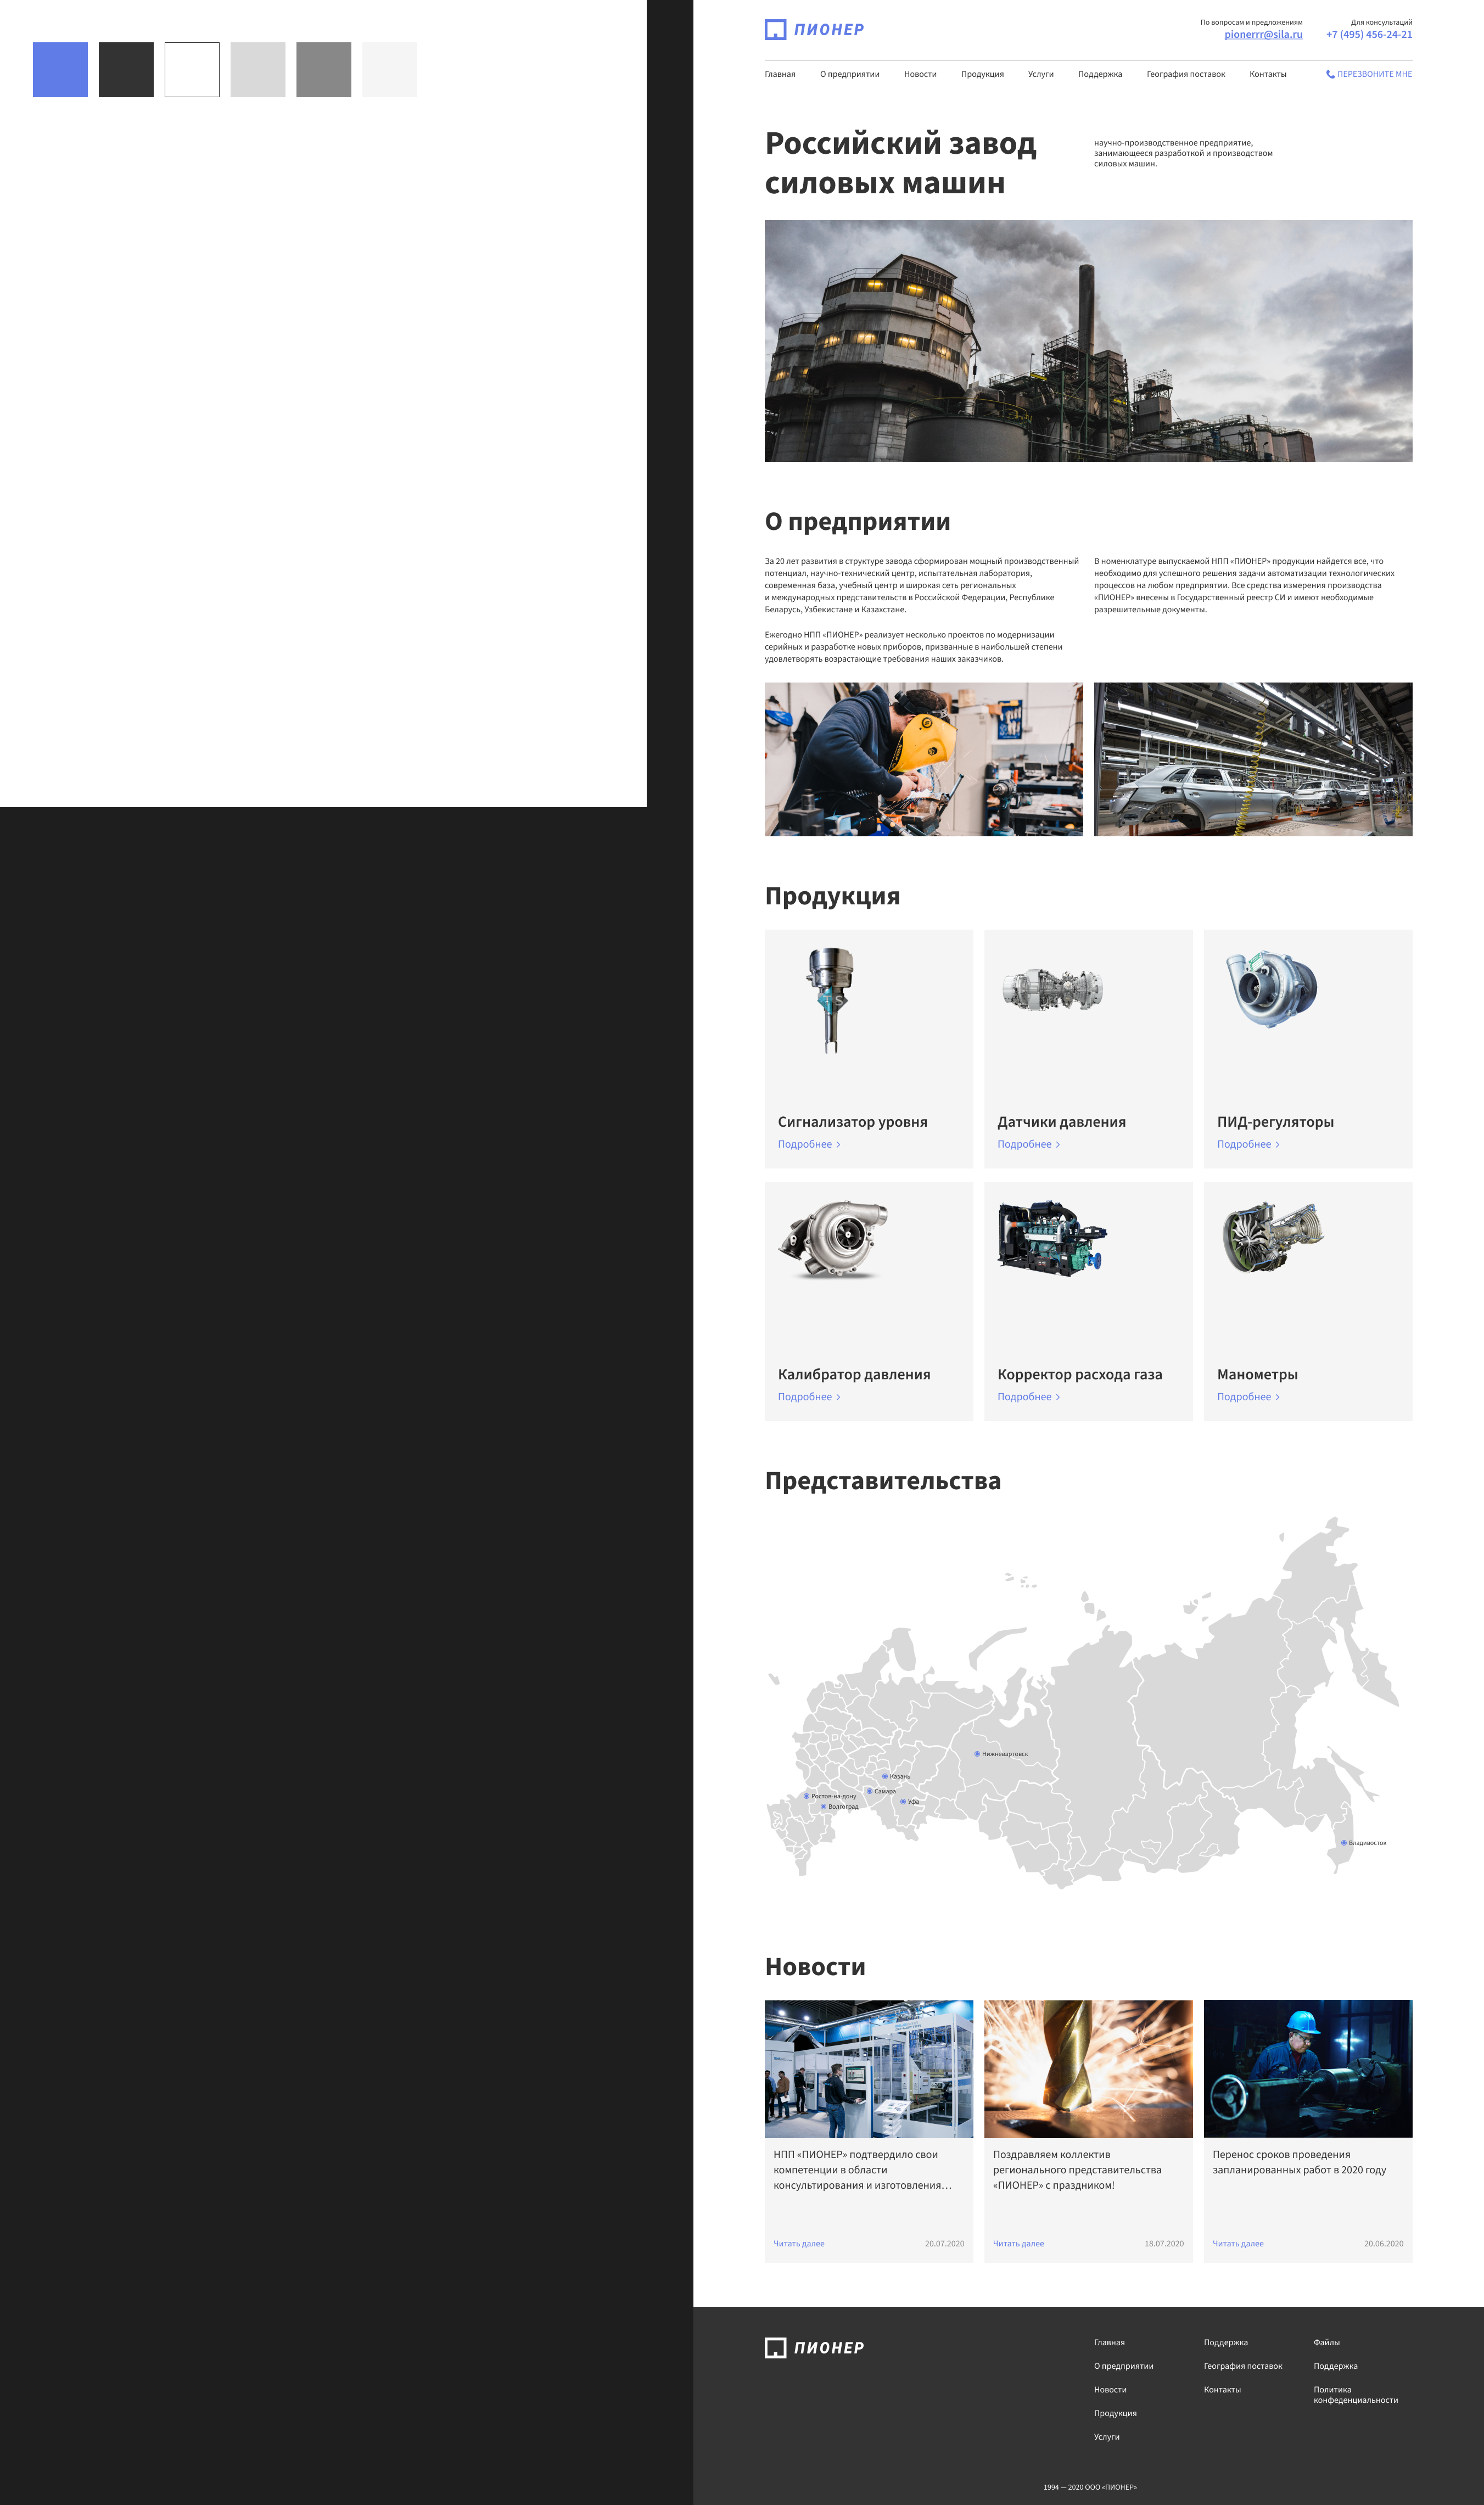 ПИОНЕР
По вопросам и предложениям
pionerrr@sila.ru
Для консультаций
+7 (495) 456-24-21
Главная
О предприятии
Новости
Продукция
Услуги
Поддержка
География поставок
Контакты
ПЕРЕЗВОНИТЕ МНЕ
Российский завод
силовых машин
научно-производственное предприятие,
занимающееся разработкой и производством
силовых машин.
О предприятии
За 20 лет развития в структуре завода сформирован мощный производственный
потенциал, научно-технический центр, испытательная лаборатория,
современная база, учебный центр и широкая сеть региональных
и международных представительств в Российской Федерации, Республике
Беларусь, Узбекистане и Казахстане.
Ежегодно НПП «ПИОНЕР» реализует несколько проектов по модернизации
серийных и разработке новых приборов, призванные в наибольшей степени
удовлетворять возрастающие требования наших заказчиков.
В номенклатуре выпускаемой НПП «ПИОНЕР» продукции найдется все, что
необходимо для успешного решения задачи автоматизации технологических
процессов на любом предприятии. Все средства измерения производства
«ПИОНЕР» внесены в Государственный реестр СИ и имеют необходимые
разрешительные документы.
Продукция
Сигнализатор уровня
Подробнее
Датчики давления
Подробнее
ПИД-регуляторы
Подробнее
Калибратор давления
Подробнее
Корректор расхода газа
Подробнее
Манометры
Подробнее
Представительства
Нижневартовск
Казань
Самара
Ростов-на-дону
Уфа
Волгоград
Владивосток
Новости
НПП «ПИОНЕР» подтвердило свои
компетенции в области
консультирования и изготовления…
Читать далее
20.07.2020
Поздравляем коллектив
регионального представительства
«ПИОНЕР» с праздником!
Читать далее
18.07.2020
Перенос сроков проведения
запланированных работ в 2020 году
Читать далее
20.06.2020
ПИОНЕР
Главная
О предприятии
Новости
Продукция
Услуги
Поддержка
География поставок
Контакты
Файлы
Поддержка
Политика
конфеденциальности
1994 — 2020 ООО «ПИОНЕР»